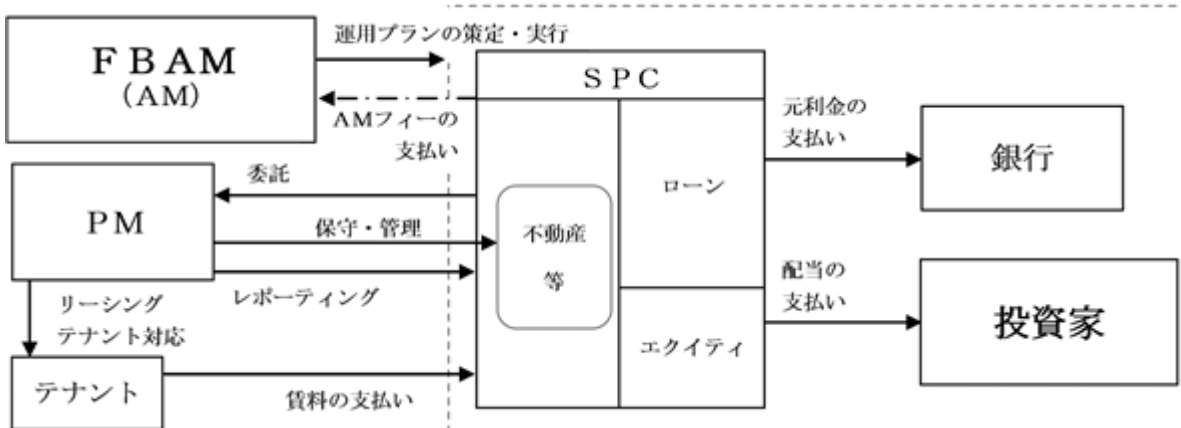 運用プランの策定・実行
ＦＢＡＭ
（ＡＭ）
ＡＭフィーの
支払い
ＳＰＣ
元利金の
支払い
銀行
委託
ＰＭ
保守・管理
レポーティング
不動産
等
ローン
エクイティ
配当の
支払い
投資家
リーシング
テナント対応
テナント
賃料の支払い